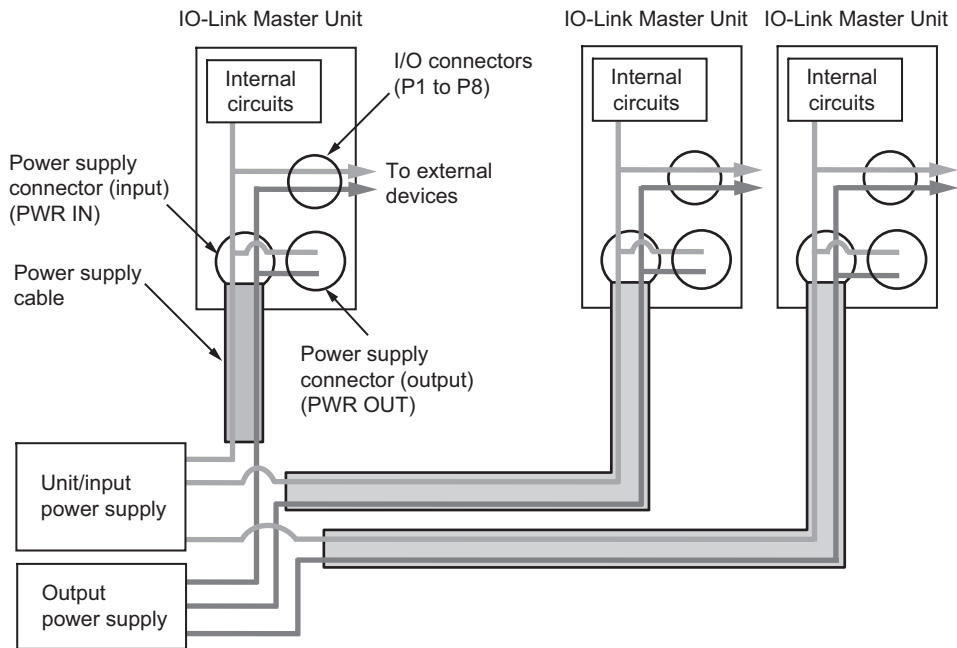 IO-Link Master Unit
IO-Link Master Unit
IO-Link Master Unit
Internal
circuits
I/O connectors
(P1 to P8)
Internal
circuits
Internal
circuits
Power supply
connector (input)
(PWR IN)
To external
devices
Power supply
cable
Power supply
connector (output)
(PWR OUT)
Unit/input
power supply
Output
power supply